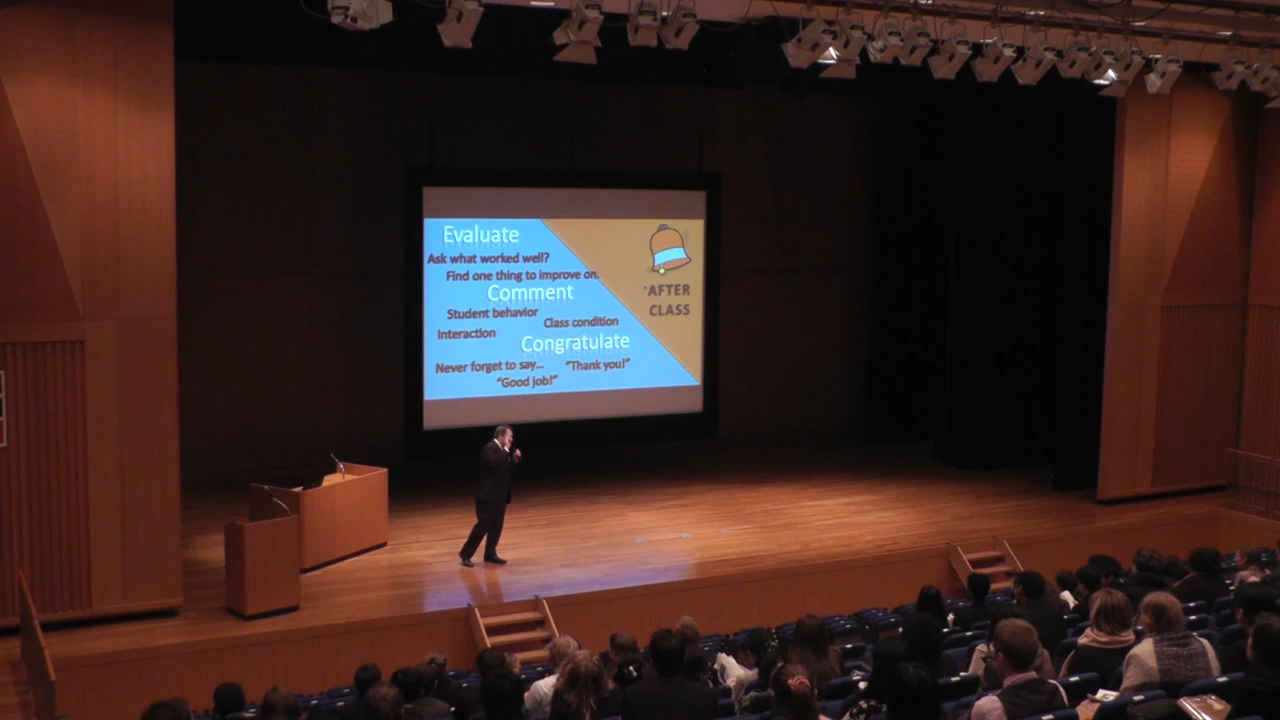 Evaluate
Ask what worked well?
Find one thing to improve on.
Comment
Student behavior
Class condition
Interaction
Congratulate
Never forget to say... "Thank you!"
"Good job!"
AFTER
CLASS